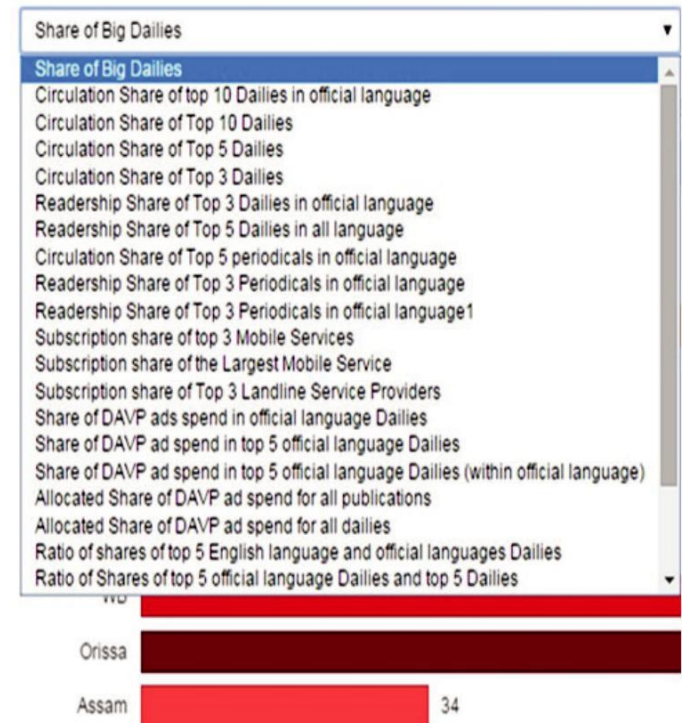 Share of Big Dailies
Share of Big Dailies
Circulation Share of top 10 Dailies in official language
Circulation Share of Top 10 Dailies
Circulation Share of Top 5 Dailies
Circulation Share of Top 3 Dailies
Readership Share of Top 3 Dailies in official language
Readership Share of Top 5 Dailies in all language
Circulation Share of Top 5 periodicals in official language
Readership Share of Top 3 Periodicals in official language
Readership Share of Top 3 Periodicals in official language1
Subscription share of top 3 Mobile Services
Subscription share of the Largest Mobile Service
Subscription share of Top 3 Landline Service Providers
Share of DAVP ads spend in official language Dailies
Share of DAVP ad spend in top 5 official language Dailies
Share of DAVP ad spend in top 5 official language Dailies (within official language)
Allocated Share of DAVP ad spend for all publications
Allocated Share of DAVP ad spend for all dailies
Ratio of shares of top 5 English language and official languages Dailies
Ratio of Shares of top 5 official language Dailies and top 5 Dailies
WB
Orissa
Assam 34